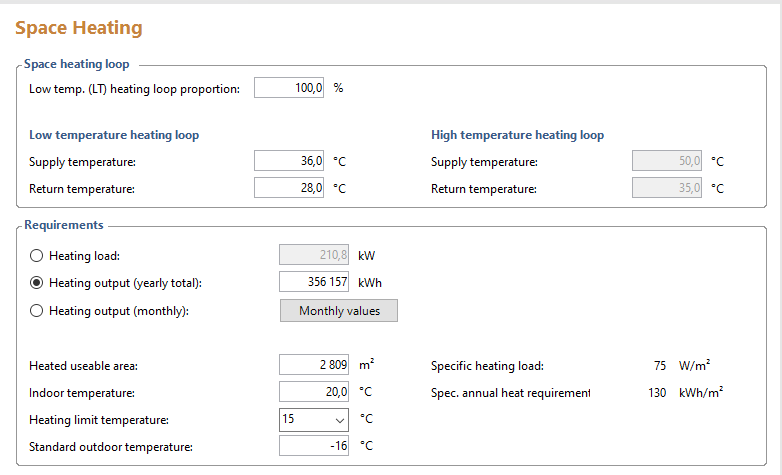 Space Heating
Space heating loop
Low temp. (LT) heating loop proportion: 100,0 %
Low temperature heating loop High temperature heating loop
Supply temperature: 36,0 °C Supply temperature: 50,0 °C
Return temperature: 28,0 °C Return temperature: 35,0 °C
Requirements
Heating load: 210,8 kW
Heating output (yearly total): 356 157 kWh
Heating output (monthly): Monthly values
Heated useable area: 2 809 m² Specific heating load: 75 W/m²
Indoor temperature: 20,0 °C Spec. annual heat requirement 130 kWh/m²
Heating limit temperature: 15 °C
Standard outdoor temperature: -16 °C